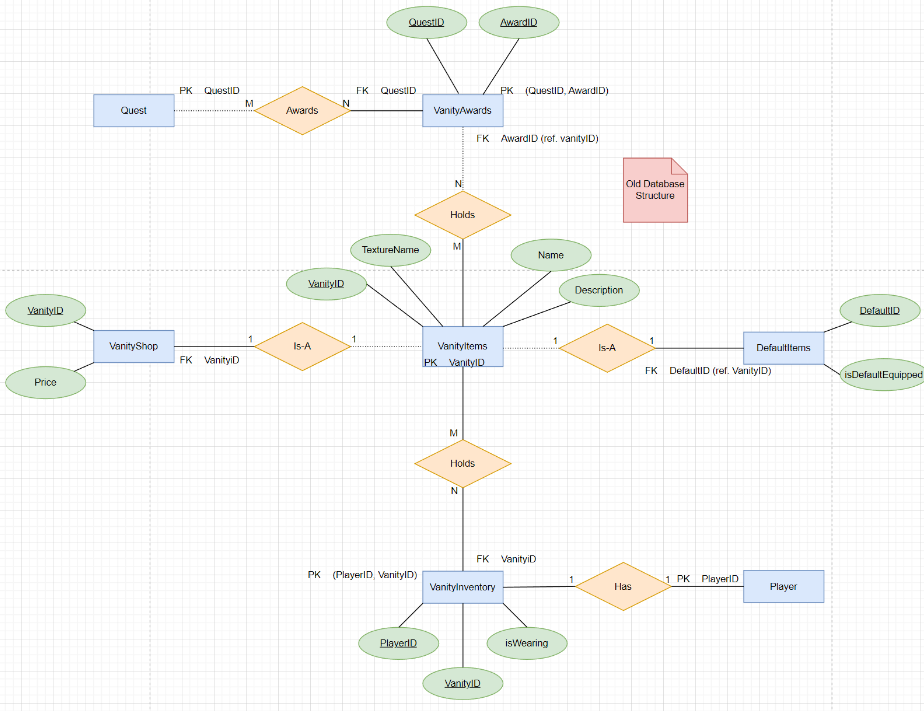 QuestID
AwardID
PK QuestID
FK QuestID
PK (QuestID, AwardID)
Quest
M
Awards
N
VanityAwards
FK AwardID (ref. vanityID)
Old Database
Structure
N
Holds
M
TextureName
Name
VanityID
Description
VanityID
DefaultID
VanityShop
1
Is-A
1
VanityItems
PK VanityID
1
Is-A
1
DefaultItems
FK VanityiD
FK DefaultID (ref. VanityID)
Price
isDefaultEquipped
M
Holds
N
FK VanityiD
PK (PlayerID, VanityID)
VanityInventory
1
Has
1
PK PlayerID
Player
PlayerID
isWearing
VanityID